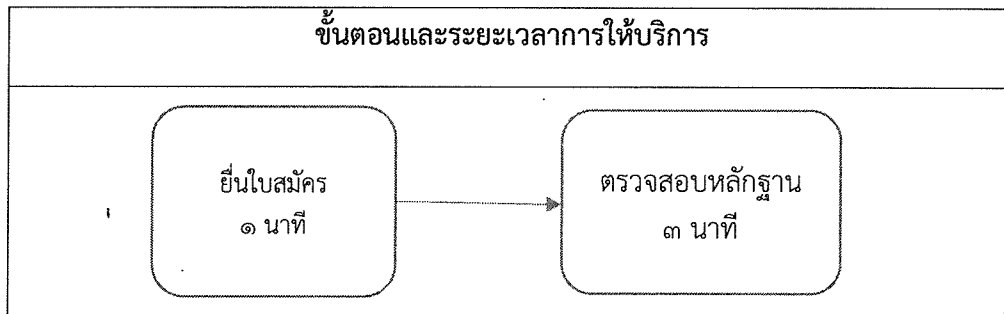 ขั้นตอนและระยะเวลาการให้บริการ
ยื่นใบสมัคร
๑ นาที
ตรวจสอบหลักฐาน
๓ นาที